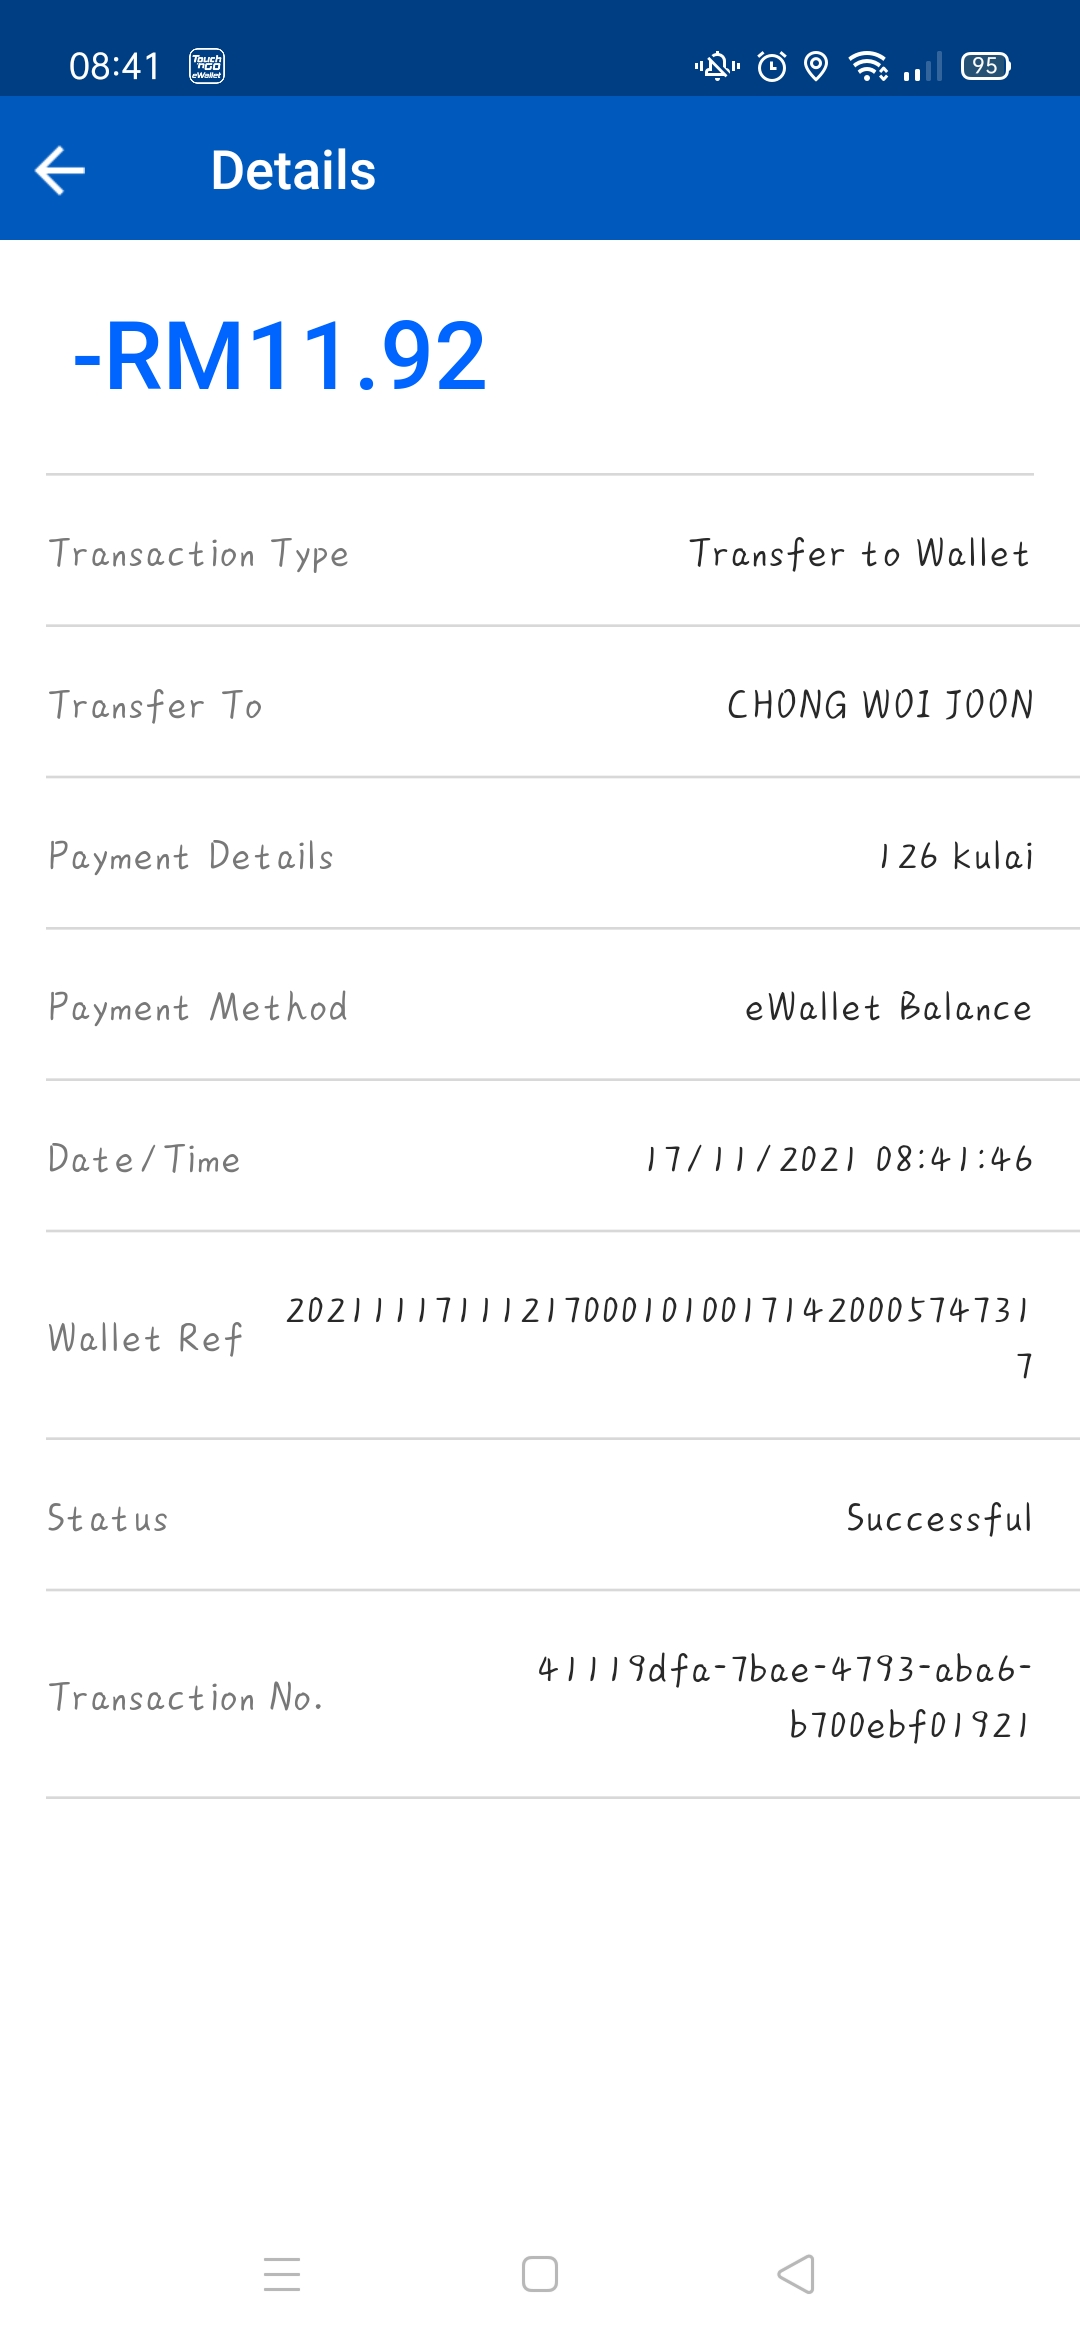 08:41 Touch 'nGO eWallet 95
Details
-RM11.92
Transaction Type Transfer to Wallet
Transfer To CHONG WOI JOON
Payment Details 126 kulai
Payment Method eWallet Balance
Date/Time 17/11/2021 08:41:46
Wallet Ref 202111171112170001010017142000574731
7
Status Successful
Transaction No. 41119dfa-7bae-4793-aba6-
b700ebf01921